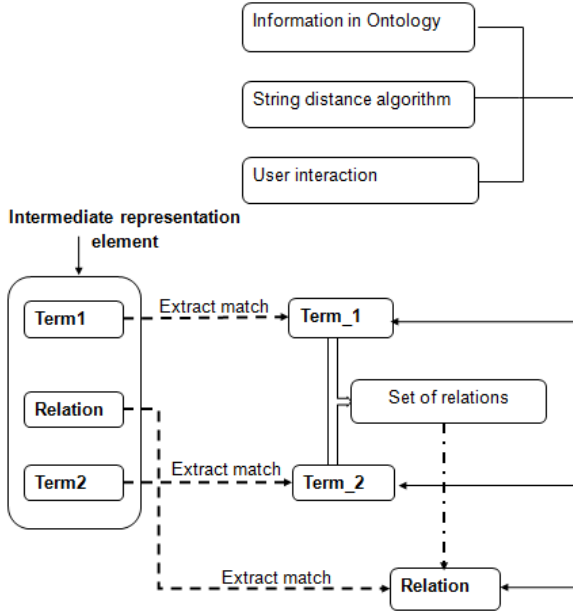 Information in Ontology
String distance algorithm
User interaction
Intermediate representation
element
Term1
Extract match
Term_1
Relation
Set of relations
Term2
Extract match
Term_2
Extract match
Relation